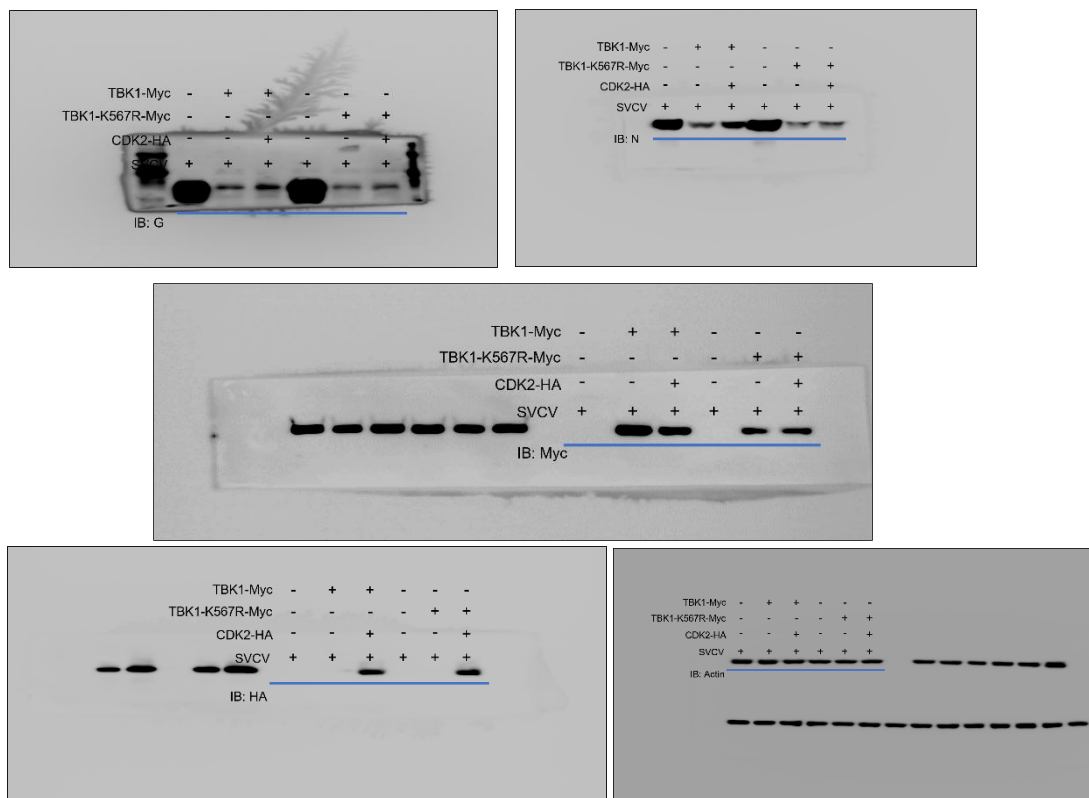 TBK1-Myc - + + - - -
TBK1-K567R-Myc - - - - + +
CDK2-HA - - + - - +
SVCV + + + + + +
IB: G
TBK1-Myc - + + - - -
TBK1-K567R-Myc - - - - + +
CDK2-HA - - + - - +
SVCV + + + + + +
IB: N
TBK1-Myc - + + - - -
TBK1-K567R-Myc - - - - + +
CDK2-HA - - + - - +
SVCV + + + + + +
IB: Myc
TBK1-Myc - + + - - -
TBK1-K567R-Myc - - - - + +
CDK2-HA - - + - - +
SVCV + + + + + +
IB: HA
TBK1-Myc - + + - - -
TBK1-K567R-Myc - - - - + +
CDK2-HA - - + - - +
SVCV + + + + + +
IB: Actin